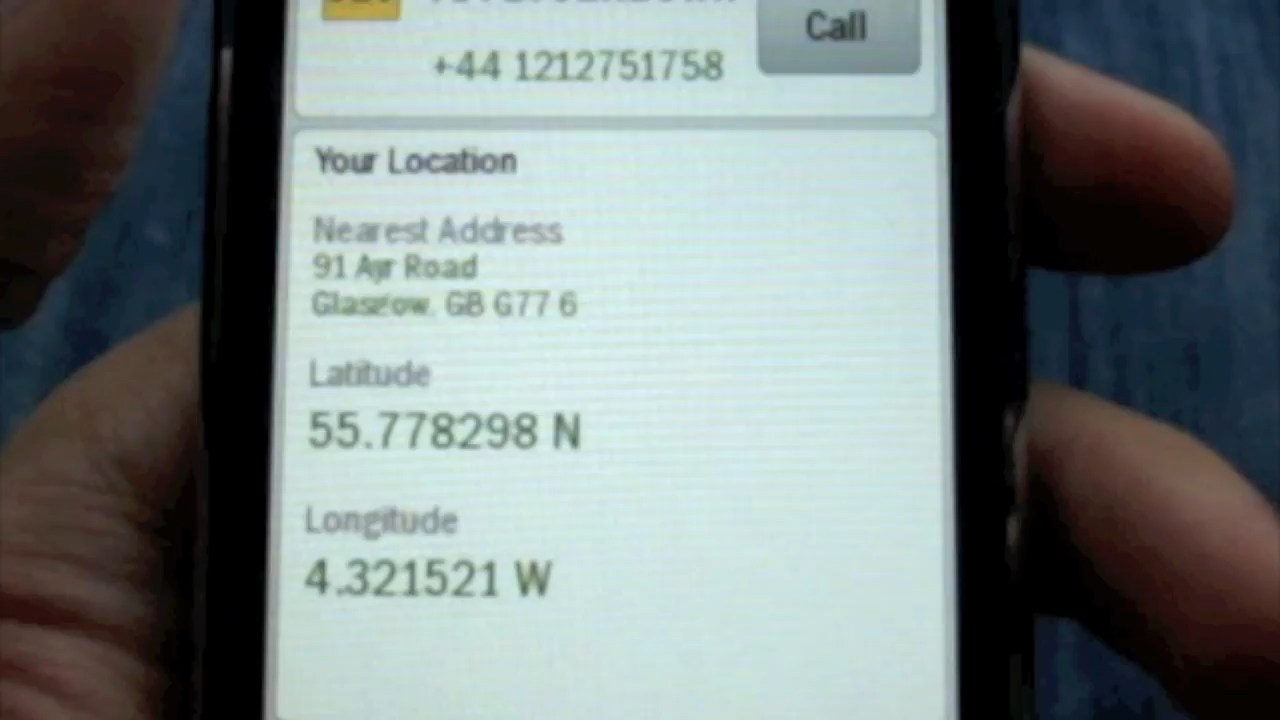 Call
+44 1212751758
Your Location
Nearest Address
91 Ayr Road
Glasgow, GB G77 6
Latitude
55.778298 N
Longitude
4.321521 W